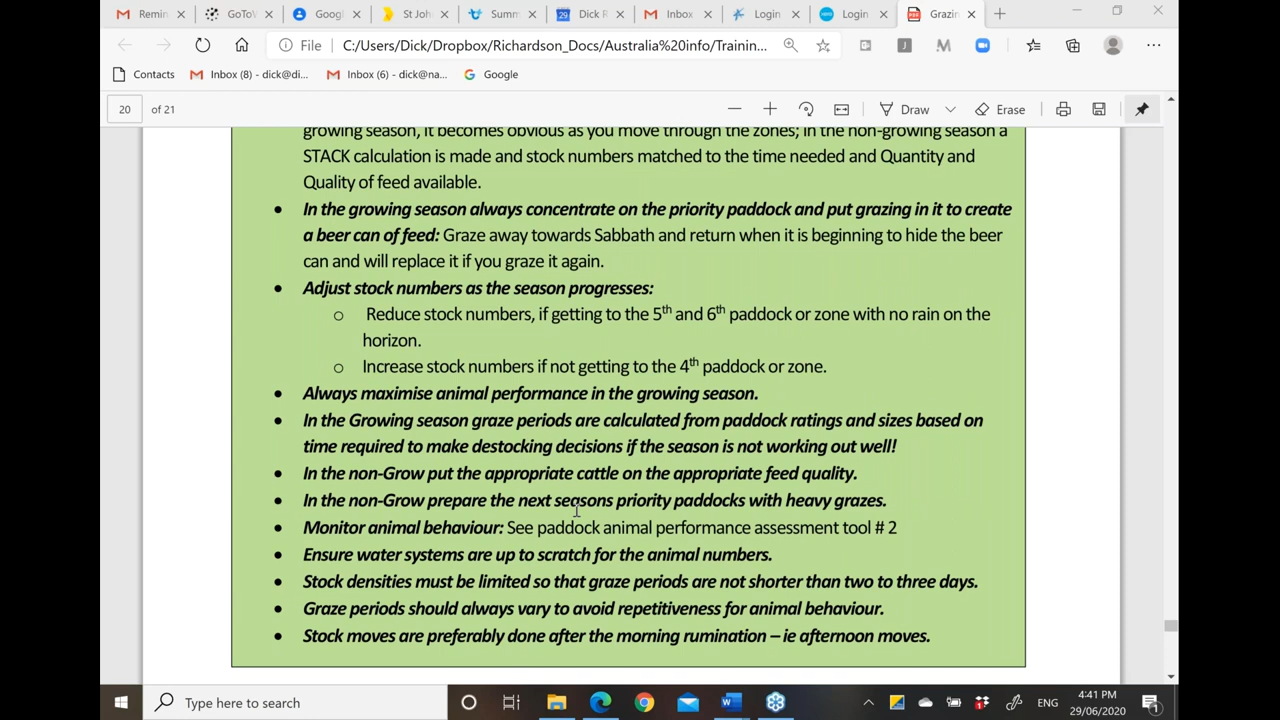 Remin
GoToW
Googl
St Joh
Summ
Dick R
Inbox
Login
Login
Grazin
File
C:/Users/Dick/Dropbox/Richardson_Docs/Australia%20info/Trainin...
Contacts
Inbox (8) - dick@di...
Inbox (6) - dick@na...
Google
20 of 21
Draw
Erase
growing season, it becomes obvious as you move through the zones; in the non-growing season a
STACK calculation is made and stock numbers matched to the time needed and Quantity and
Quality of feed available.
• In the growing season always concentrate on the priority paddock and put grazing in it to create
a beer can of feed: Graze away towards Sabbath and return when it is beginning to hide the beer
can and will replace it if you graze it again.
• Adjust stock numbers as the season progresses:
o Reduce stock numbers, if getting to the 5th and 6th paddock or zone with no rain on the
horizon.
o Increase stock numbers if not getting to the 4th paddock or zone.
• Always maximise animal performance in the growing season.
• In the Growing season graze periods are calculated from paddock ratings and sizes based on
time required to make destocking decisions if the season is not working out well!
• In the non-Grow put the appropriate cattle on the appropriate feed quality.
• In the non-Grow prepare the next seasons priority paddocks with heavy grazes.
• Monitor animal behaviour: See paddock animal performance assessment tool # 2
• Ensure water systems are up to scratch for the animal numbers.
• Stock densities must be limited so that graze periods are not shorter than two to three days.
• Graze periods should always vary to avoid repetitiveness for animal behaviour.
• Stock moves are preferably done after the morning rumination – ie afternoon moves.
Type here to search
ENG
4:41 PM
29/06/2020